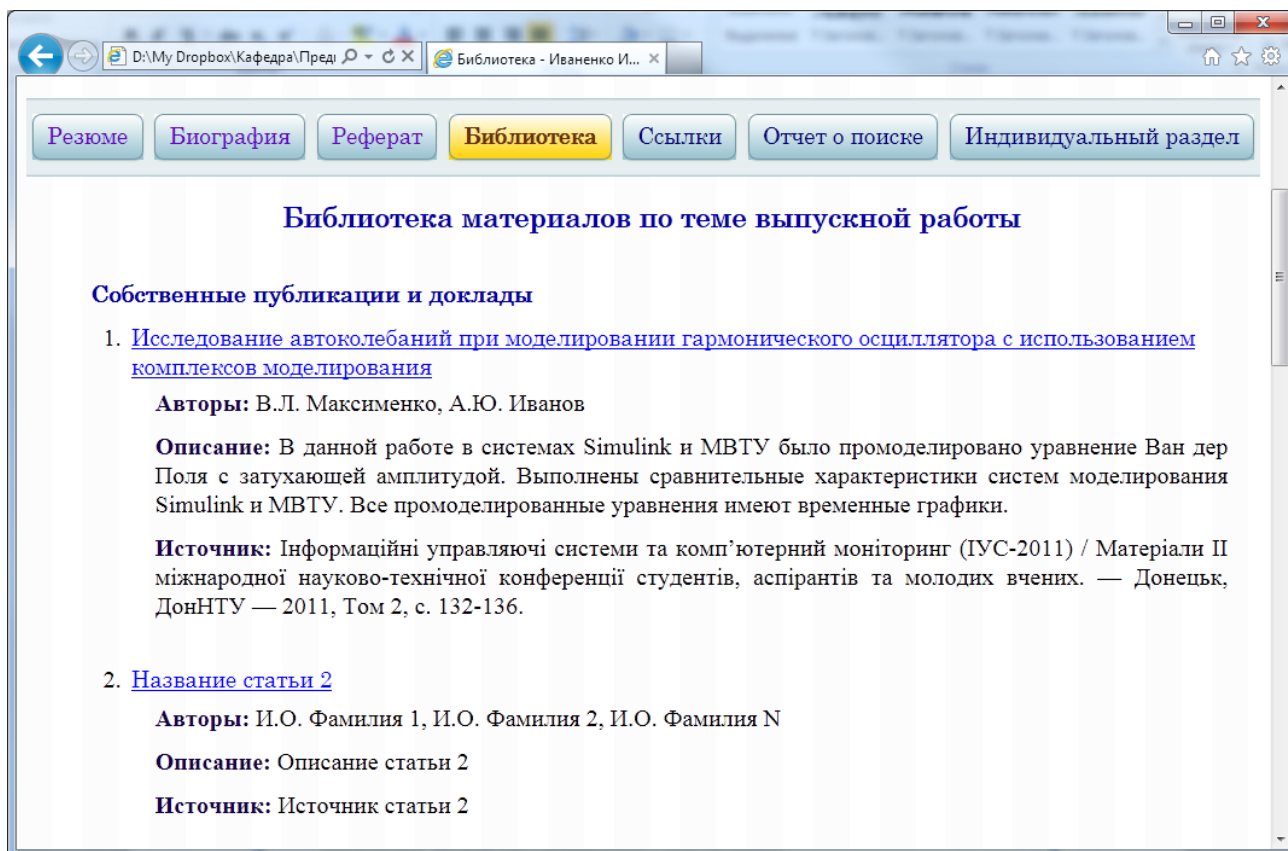 D:\My Dropbox\Кафедра\Преді
Библиотека - Иваненко И...
Резюме Биография Реферат Библиотека Ссылки Отчет о поиске Индивидуальный раздел
Библиотека материалов по теме выпускной работы
Собственные публикации и доклады
1. Исследование автоколебаний при моделировании гармонического осциллятора с использованием
комплексов моделирования
Авторы: В.Л. Максименко, А.Ю. Иванов
Описание: В данной работе в системах Simulink и МВТУ было промоделировано уравнение Ван дер
Поля с затухающей амплитудой. Выполнены сравнительные характеристики систем моделирования
Simulink и МВТУ. Все промоделированные уравнения имеют временные графики.
Источник: Інформаційні управляючі системи та комп’ютерний моніторинг (ІУС-2011) / Матеріали II
міжнародної науково-технічної конференції студентів, аспірантів та молодих вчених. — Донецьк,
ДонНТУ — 2011, Том 2, с. 132-136.
2. Название статьи 2
Авторы: И.О. Фамилия 1, И.О. Фамилия 2, И.О. Фамилия N
Описание: Описание статьи 2
Источник: Источник статьи 2